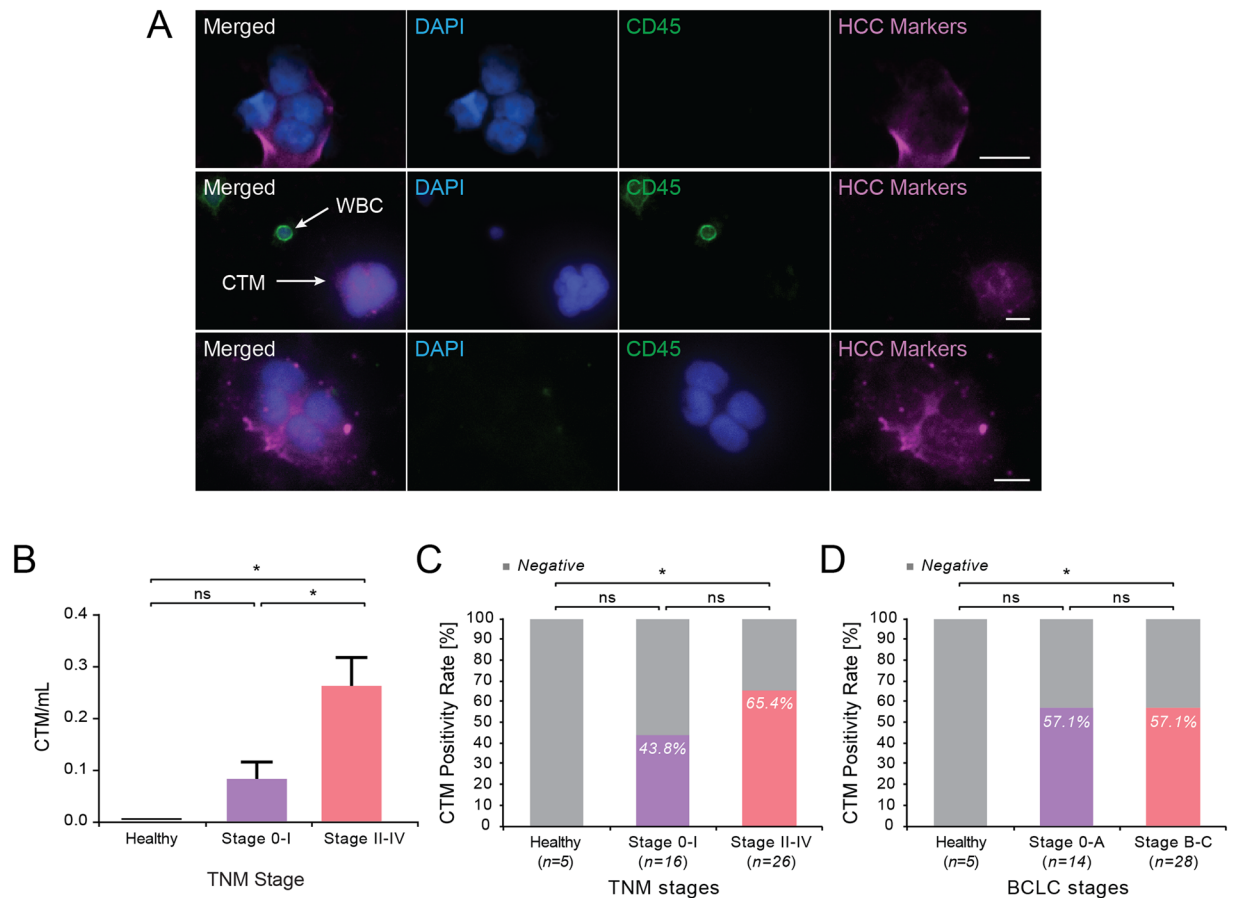 A
Merged DAPI CD45 HCC Markers
Merged DAPI CD45 HCC Markers
WBC
CTM
Merged DAPI CD45 HCC Markers
B
* 
ns *
CTM/mL
0.4
0.3
0.2
0.1
0.0
Healthy Stage 0-I Stage II-IV
TNM Stage
C
Negative
*
ns ns
CTM Positivity Rate [%]
100
90
80
70
60
50
40
30
20
10
0
43.8%
65.4%
Healthy Stage 0-I Stage II-IV
(n=5) (n=16) (n=26)
TNM stages
D
Negative
*
ns ns
CTM Positivity Rate [%]
100
90
80
70
60
50
40
30
20
10
0
57.1% 57.1%
Healthy Stage 0-A Stage B-C
(n=5) (n=14) (n=28)
BCLC stages